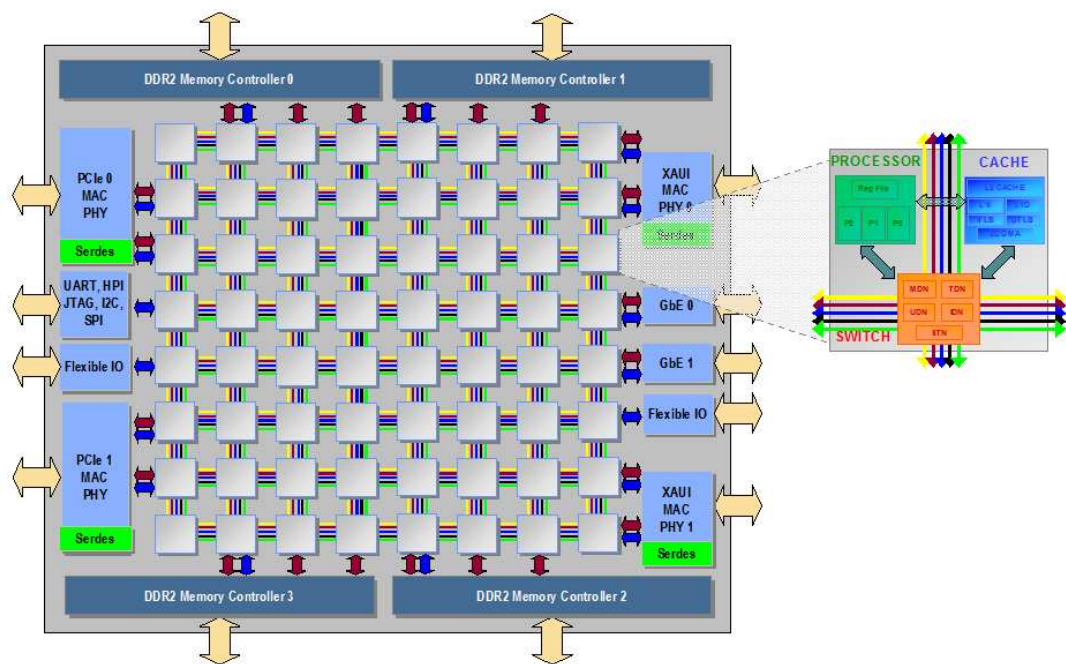 DDR2 Memory Controller 0
DDR2 Memory Controller 1
PCIe 0
MAC
PHY
Serdes
UART, HPI
JTAG, I2C,
SPI
Flexible IO
PCIe 1
MAC
PHY
Serdes
XAUI
MAC
PHY 0
Serdes
GbE 0
GbE 1
Flexible IO
XAUI
MAC
PHY 1
Serdes
DDR2 Memory Controller 3
DDR2 Memory Controller 2
PROCESSOR
CACHE
Reg File
L2 CACHE
MDN
TDN
UDN
IDN
STN
SWITCH